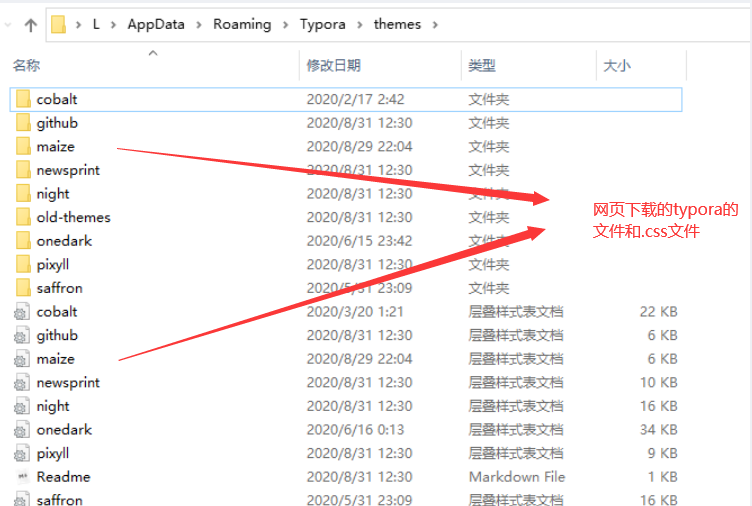 L > AppData > Roaming > Typora > themes >
名称 修改日期 类型 大小
cobalt 2020/2/17 2:42 文件夹
github 2020/8/31 12:30 文件夹
maize 2020/8/29 22:04 文件夹
newsprint 2020/8/31 12:30 文件夹
night 2020/8/31 12:30 文件夹
old-themes 2020/8/31 12:30 文件夹
onedark 2020/6/15 23:42 文件夹
pixyll 2020/8/31 12:30 文件夹
saffron 2020/5/31 23:09 文件夹
网页下载的typora的
文件和.css文件
cobalt 2020/3/20 1:21 层叠样式表文档 22 KB
github 2020/8/31 12:30 层叠样式表文档 6 KB
maize 2020/8/29 22:04 层叠样式表文档 6 KB
newsprint 2020/8/31 12:30 层叠样式表文档 10 KB
night 2020/8/31 12:30 层叠样式表文档 16 KB
onedark 2020/6/16 0:13 层叠样式表文档 34 KB
pixyll 2020/8/31 12:30 层叠样式表文档 9 KB
Readme 2020/8/31 12:30 Markdown File 1 KB
saffron 2020/5/31 23:09 层叠样式表文档 16 KB